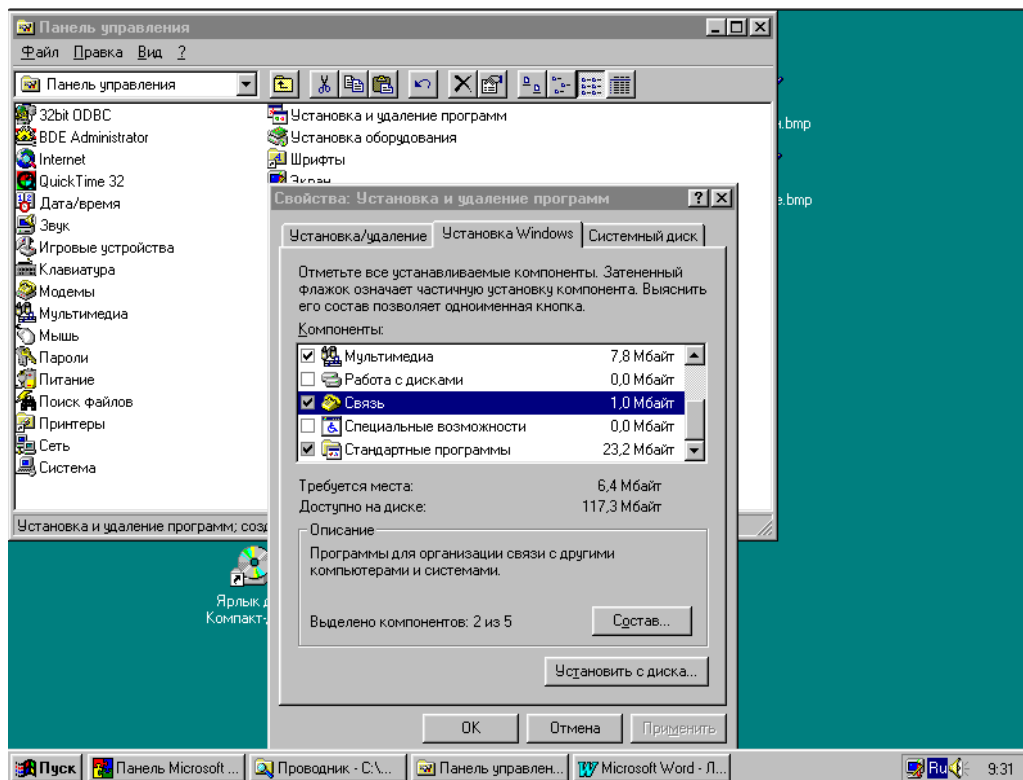 Панель управления
Файл Правка Вид ?
Панель управления
32bit ODBC
BDE Administrator
Internet
QuickTime 32
Дата/время
Звук
Игровые устройства
Клавиатура
Модемы
Мультимедиа
Мышь
Пароли
Питание
Поиск файлов
Принтеры
Сеть
Система
Установка и удаление программ
Установка оборудования
Шрифты
Экран
Установка и удаление программ;
.bmp
.bmp
Ярлык
Компакт-
Свойства: Установка и удаление программ
Установка/удаление Установка Windows Системный диск
Отметьте все устанавливаемые компоненты. Затененный
флажок означает частичную установку компонента. Выяснить
его состав позволяет одноименная кнопка.
Компоненты:
Мультимедиа 7,8 Мбайт
Работа с дисками 0,0 Мбайт
Связь 1,0 Мбайт
Специальные возможности 0,0 Мбайт
Стандартные программы 23,2 Мбайт
Требуется места: 6,4 Мбайт
Доступно на диске: 117,3 Мбайт
Описание
Программы для организации связи с другими
компьютерами и системами.
Выделено компонентов: 2 из 5 Состав...
Установить с диска...
OK Отмена Применить
Пуск Панель Microsoft ... Проводник - C:\... Панель управлен... Microsoft Word - Л... Ru 9:31